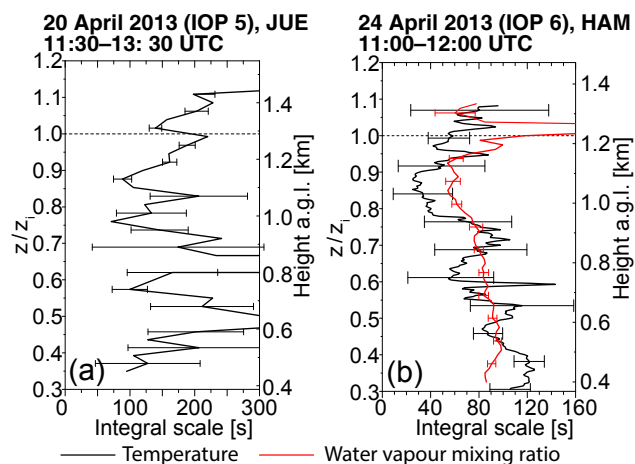 20 April 2013 (IOP 5), JUE
11:30–13: 30 UTC
1.2
1.1
1.0
0.9
0.8
0.7
0.6
0.5
0.4
0.3
z/zi
1.4
1.2
1.0
0.8
0.6
0.4
Height a.g.l. [km]
(a)
0 100 200 300
Integral scale [s]
24 April 2013 (IOP 6), HAM
11:00–12:00 UTC
1.2
1.1
1.0
0.9
0.8
0.7
0.6
0.5
0.4
0.3
z/zi
1.4
1.2
1.0
0.8
0.6
0.4
Height a.g.l. [km]
(b)
0 40 80 120 160
Integral scale [s]
Temperature
Water vapour mixing ratio